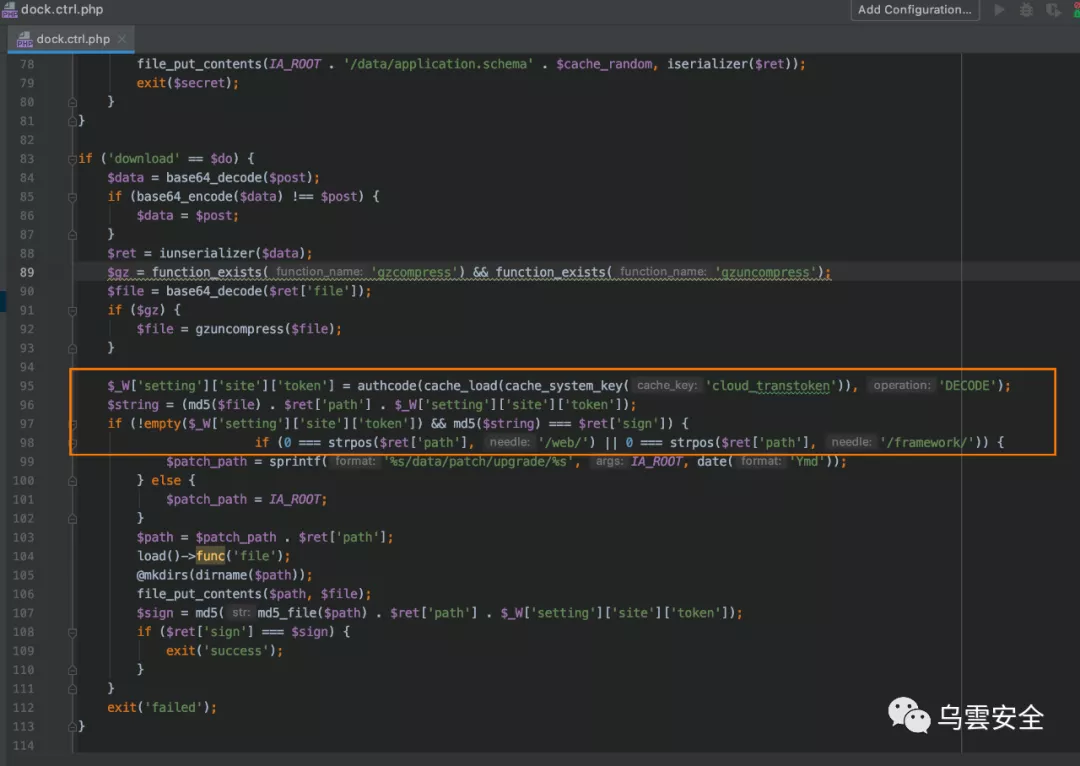 dock.ctrl.php
Add Configuration...
dock.ctrl.php
78 file_put_contents(IA_ROOT . '/data/application.schema' . $cache_random, iserializer($ret));
79 exit($secret);
80 }
81 }
82
83 if ('download' == $do) {
84 $data = base64_decode($post);
85 if (base64_encode($data) !== $post) {
86 $data = $post;
87 }
88 $ret = iunserializer($data);
89 $gz = function_exists( function_name: 'gzcompress') && function_exists( function_name: 'gzuncompress');
90 $file = base64_decode($ret['file']);
91 if ($gz) {
92 $file = gzuncompress($file);
93 }
94
95 $_W['setting']['site']['token'] = authcode(cache_load(cache_system_key( cache_key: 'cloud_transtoken')), operation: 'DECODE');
96 $string = (md5($file) . $ret['path'] . $_W['setting']['site']['token']);
97 if (!empty($_W['setting']['site']['token']) && md5($string) === $ret['sign']) {
98 if (0 === strpos($ret['path'], needle: '/web/') || 0 === strpos($ret['path'], needle: '/framework/')) {
99 $patch_path = sprintf( format: '%s/data/patch/upgrade/%s', args: IA_ROOT, date( format: 'Ymd'));
100 } else {
101 $patch_path = IA_ROOT;
102 }
103 $path = $patch_path . $ret['path'];
104 load()->func('file');
105 @mkdirs(dirname($path));
106 file_put_contents($path, $file);
107 $sign = md5( str: md5_file($path) . $ret['path'] . $_W['setting']['site']['token']);
108 if ($ret['sign'] === $sign) {
109 exit('success');
110 }
111 }
112 exit('failed');
113 }
114
乌雲安全